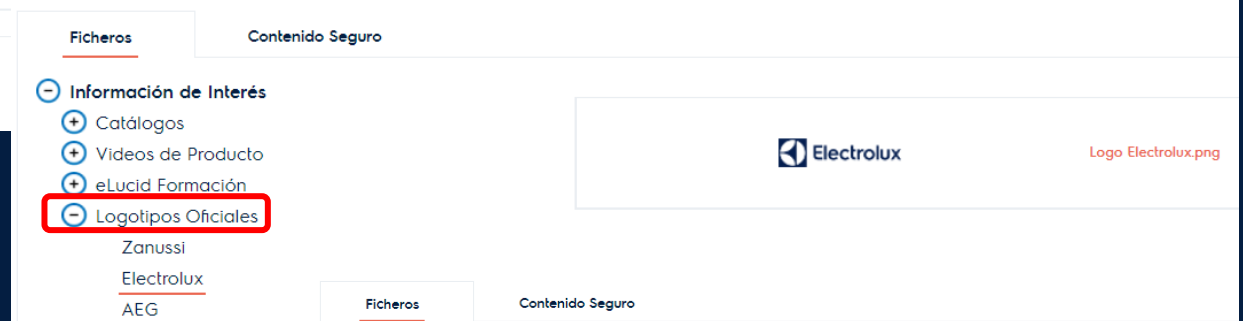 Ficheros
Contenido Seguro
Información de Interés
Catálogos
Videos de Producto
eLucid Formación
Logotipos Oficiales
Zanussi
Electrolux
AEG
Electrolux
Logo Electrolux.png
Ficheros
Contenido Seguro